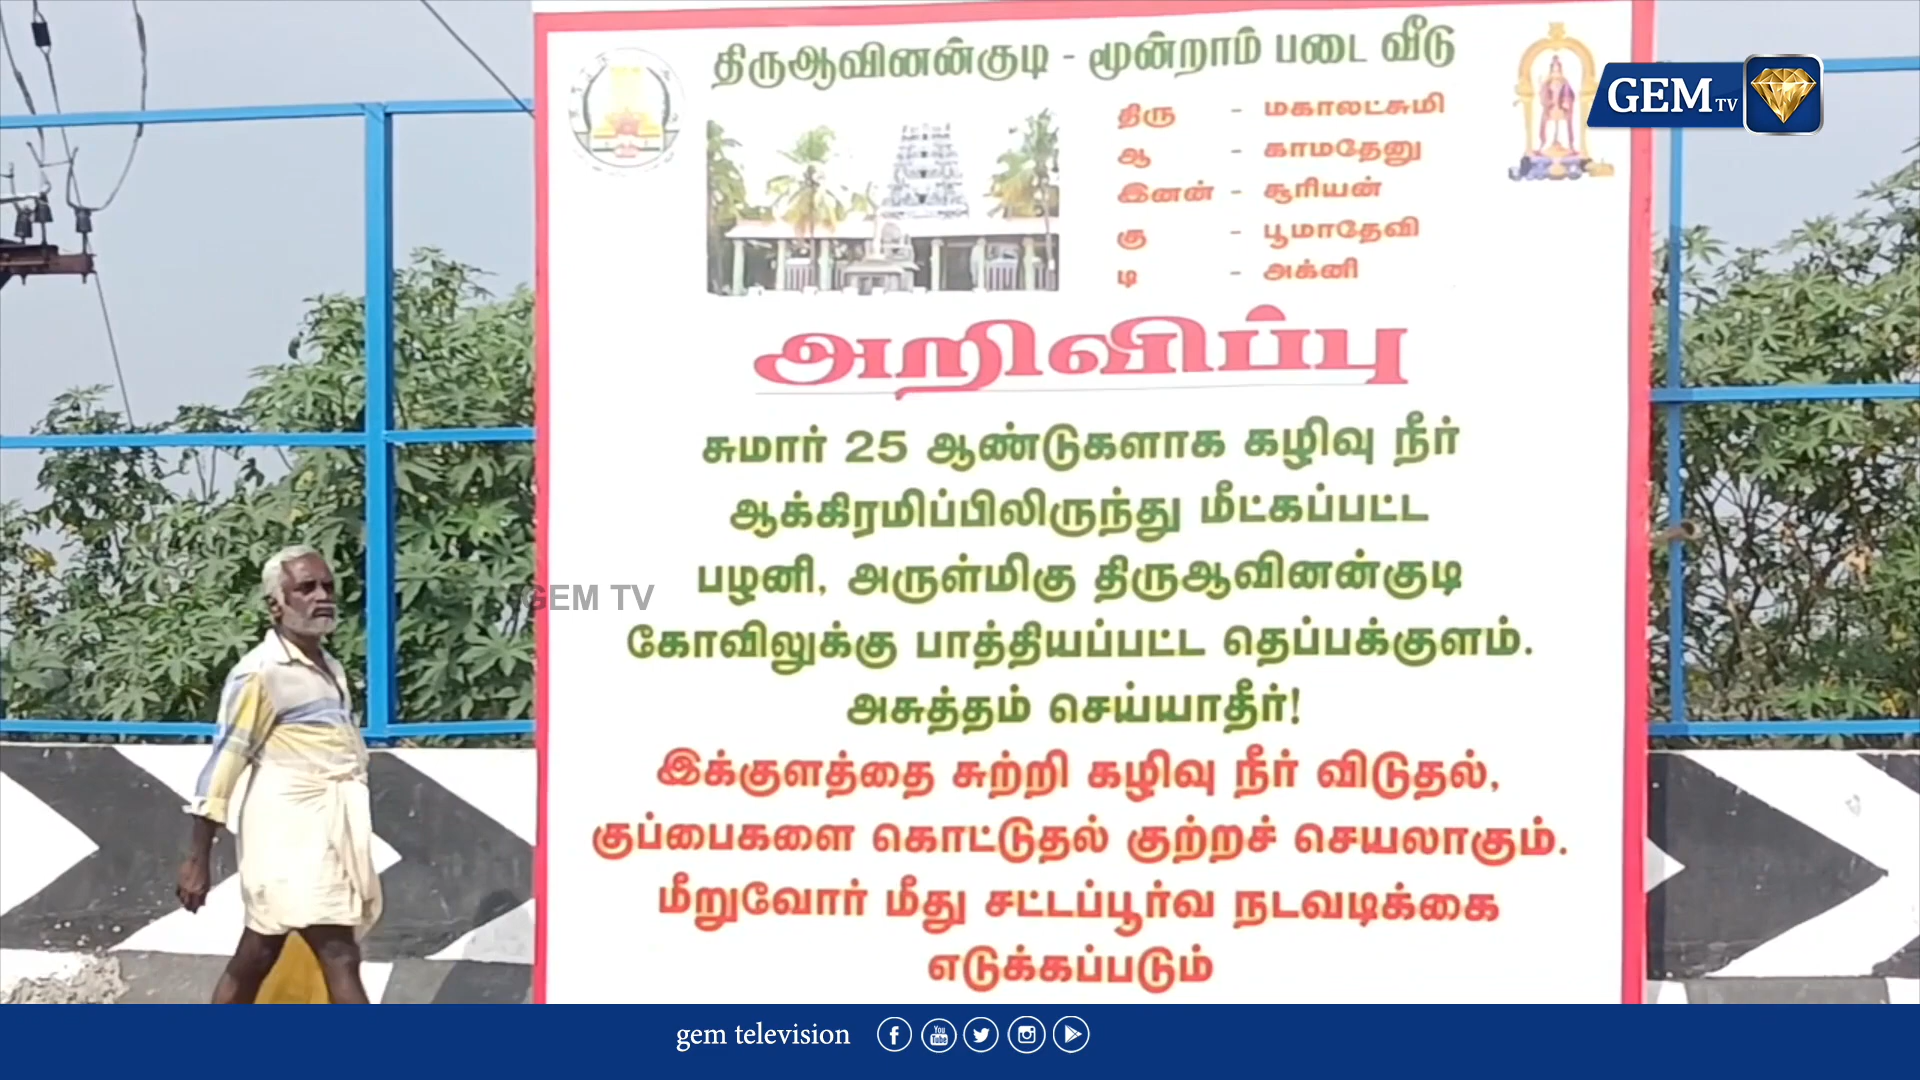 திருஆவினன்குடி - மூன்றாம் படை வீடு
திரு - மகாலட்சுமி
ஆ - காமதேனு
இனன் - சூரியன்
கு - பூமாதேவி
டி - அக்னி
அறிவிப்பு
சுமார் 25 ஆண்டுகளாக கழிவு நீர்
ஆக்கிரமிப்பிலிருந்து மீட்கப்பட்ட
பழனி, அருள்மிகு திருஆவினன்குடி
கோவிலுக்கு பாத்தியப்பட்ட தெப்பக்குளம்.
அசுத்தம் செய்யாதீர்!
இக்குளத்தை சுற்றி கழிவு நீர் விடுதல்,
குப்பைகளை கொட்டுதல் குற்றச் செயலாகும்.
மீறுவோர் மீது சட்டப்பூர்வ நடவடிக்கை
எடுக்கப்படும்
GEM TV
GEM TV
gem television